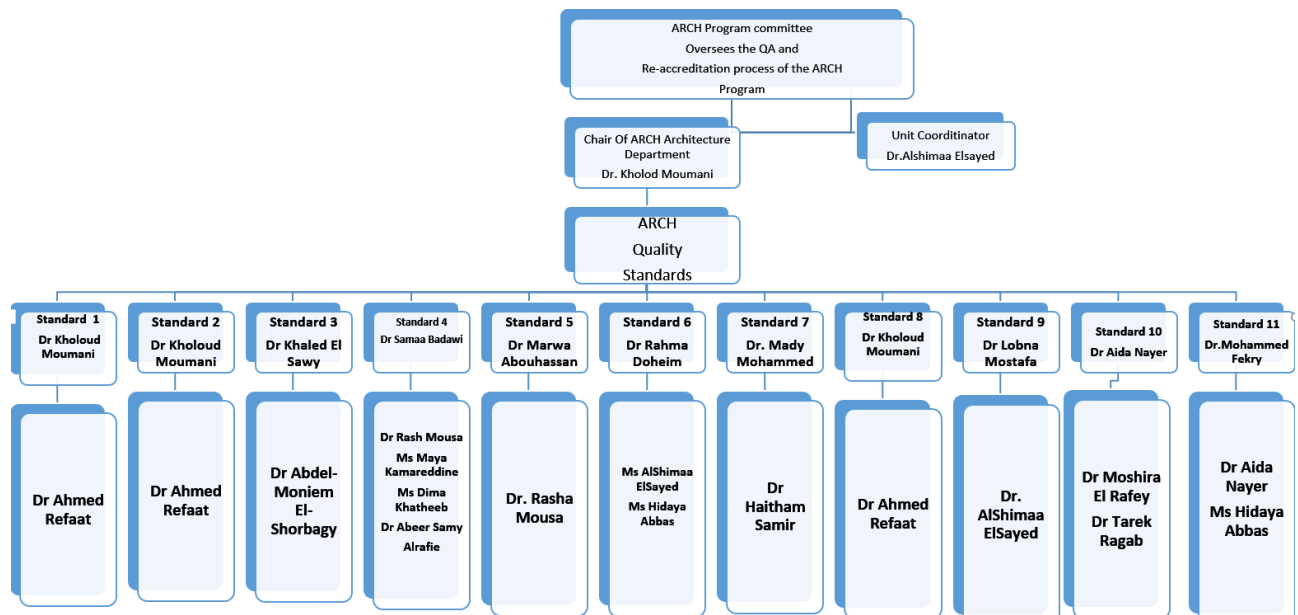 ARCH Program committee
Oversees the QA and
Re-accreditation process of the ARCH
Program
Chair Of ARCH Architecture
Department
Dr. Kholod Moumani
Unit Coorditinator
Dr.Alshimaa Elsayed
ARCH
Quality
Standards
Standard 1
Dr Kholoud
Moumani
Standard 2
Dr Kholoud
Moumani
Standard 3
Dr Khaled El
Sawy
Standard 4
Dr Samaa Badawi
Standard 5
Dr Marwa
Abouhassan
Standard 6
Dr Rahma
Doheim
Standard 7
Dr. Mady
Mohammed
Standard 8
Dr Kholoud
Moumani
Standard 9
Dr Lobna
Mostafa
Standard 10
Dr Aida Nayer
Standard 11
Dr.Mohammed
Fekry
Dr Ahmed
Refaat
Dr Ahmed
Refaat
Dr Abdel-
Moniem
El-
Shorbagy
Dr Rash Mousa
Ms Maya
Kamareddine
Ms Dima
Khatheeb
Dr Abeer Samy
Alrafie
Dr. Rasha
Mousa
Ms AlShimaa
ElSayed
Ms Hidaya
Abbas
Dr
Haitham
Samir
Dr Ahmed
Refaat
Dr.
AlShimaa
ElSayed
Dr Moshira
El Rafey
Dr Tarek
Ragab
Dr Aida
Nayer
Ms Hidaya
Abbas